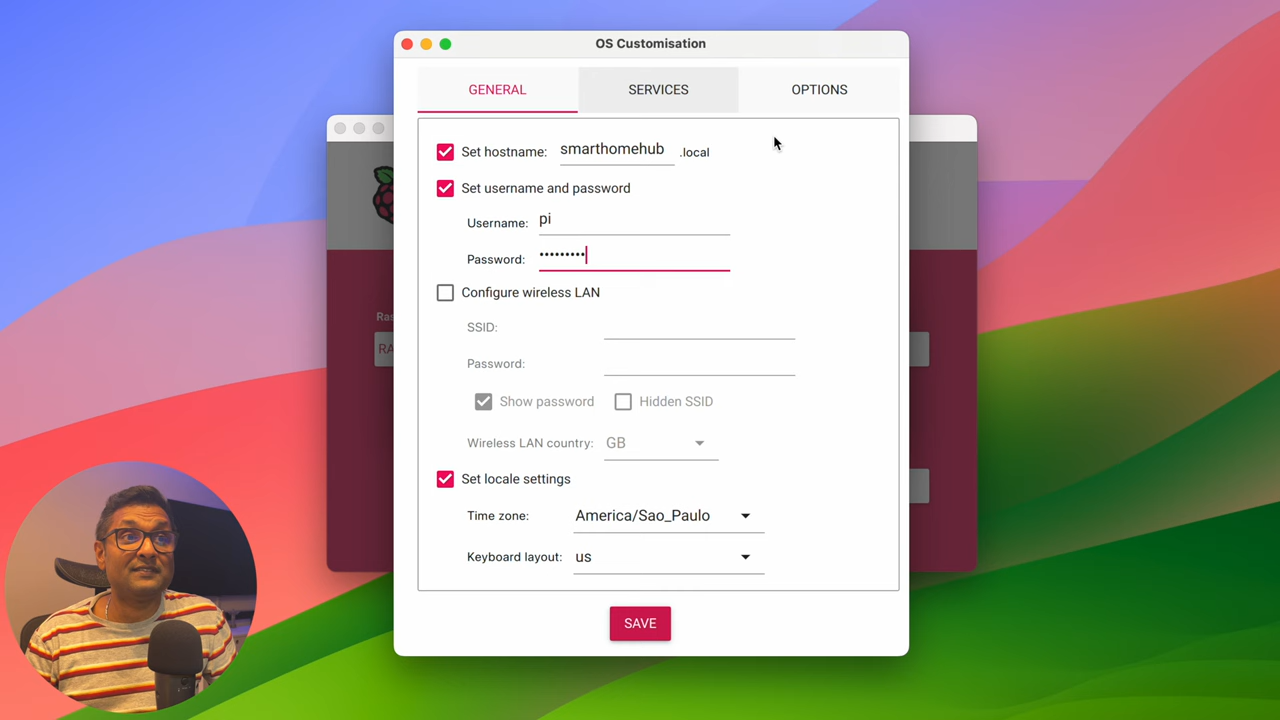 OS Customisation
GENERAL SERVICES OPTIONS
Set hostname: smarthomehub .local
Set username and password
Username: pi
Password: •••••••••
Configure wireless LAN
SSID:
Ras
RA
Password:
Show password Hidden SSID
Wireless LAN country: GB
Set locale settings
Time zone: America/Sao_Paulo
Keyboard layout: us
SAVE